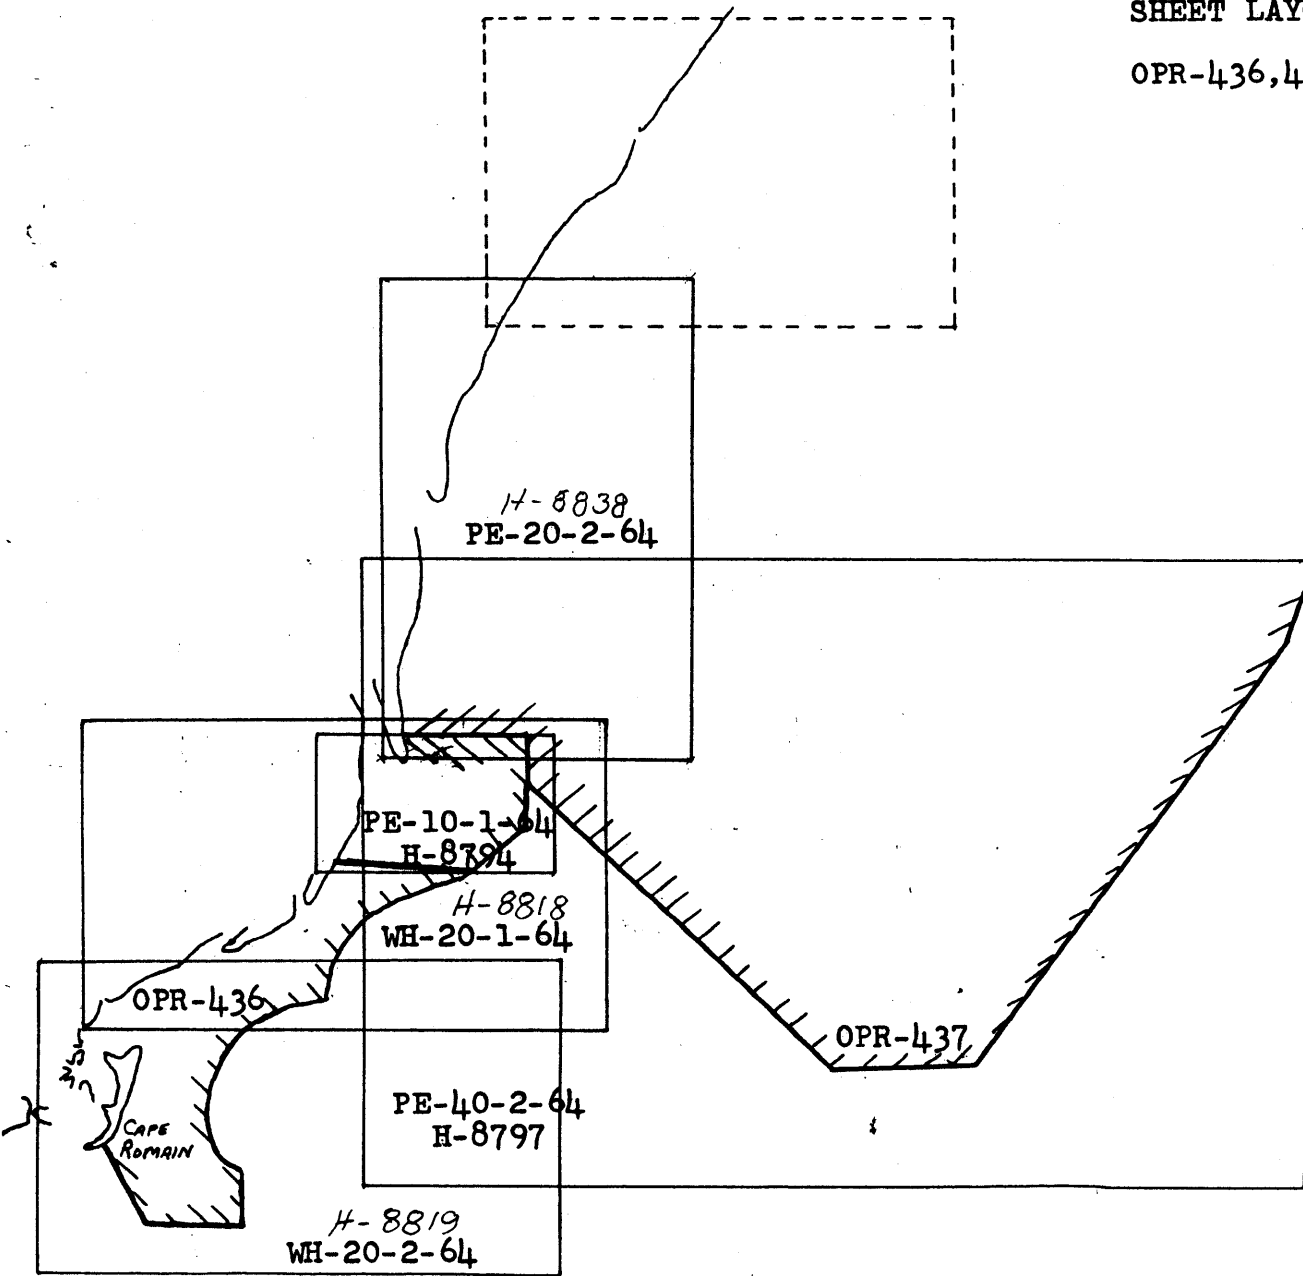 SHEET LAY
OPR-436,4
H-8838
PE-20-2-64
PE-10-1-64
H-8794
H-8818
WH-20-1-64
OPR-436
OPR-437
PE-40-2-64
H-8797
CAPE
ROMAIN
H-8819
WH-20-2-64